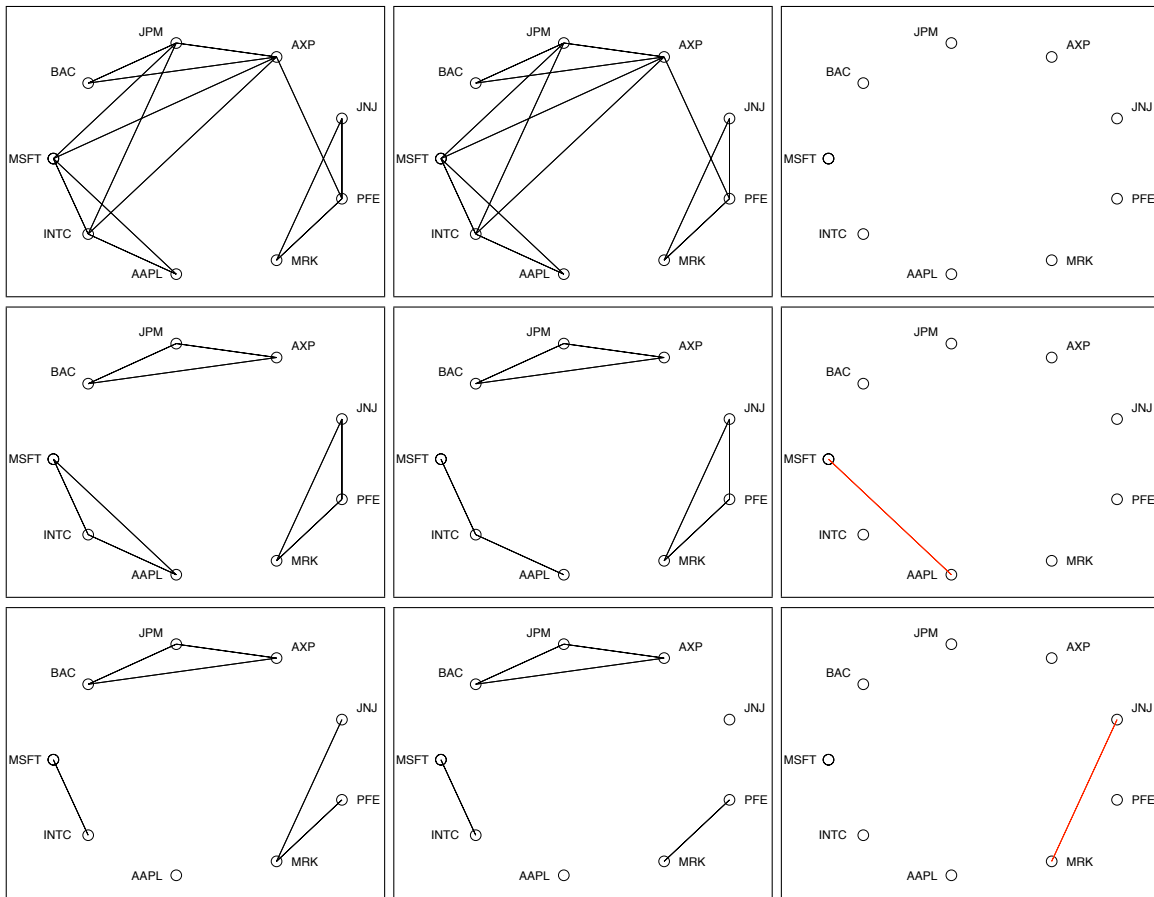 JPM
AXP
BAC
JNJ
MSFT
PFE
INTC
MRK
AAPL
JPM
AXP
BAC
JNJ
MSFT
PFE
INTC
MRK
AAPL
JPM
AXP
BAC
JNJ
MSFT
PFE
INTC
MRK
AAPL
JPM
AXP
BAC
JNJ
MSFT
PFE
INTC
MRK
AAPL
JPM
AXP
BAC
JNJ
MSFT
PFE
INTC
MRK
AAPL
JPM
AXP
BAC
JNJ
MSFT
PFE
INTC
MRK
AAPL
JPM
AXP
BAC
JNJ
MSFT
PFE
INTC
MRK
AAPL
JPM
AXP
BAC
JNJ
MSFT
PFE
INTC
MRK
AAPL
JPM
AXP
BAC
JNJ
MSFT
PFE
INTC
MRK
AAPL